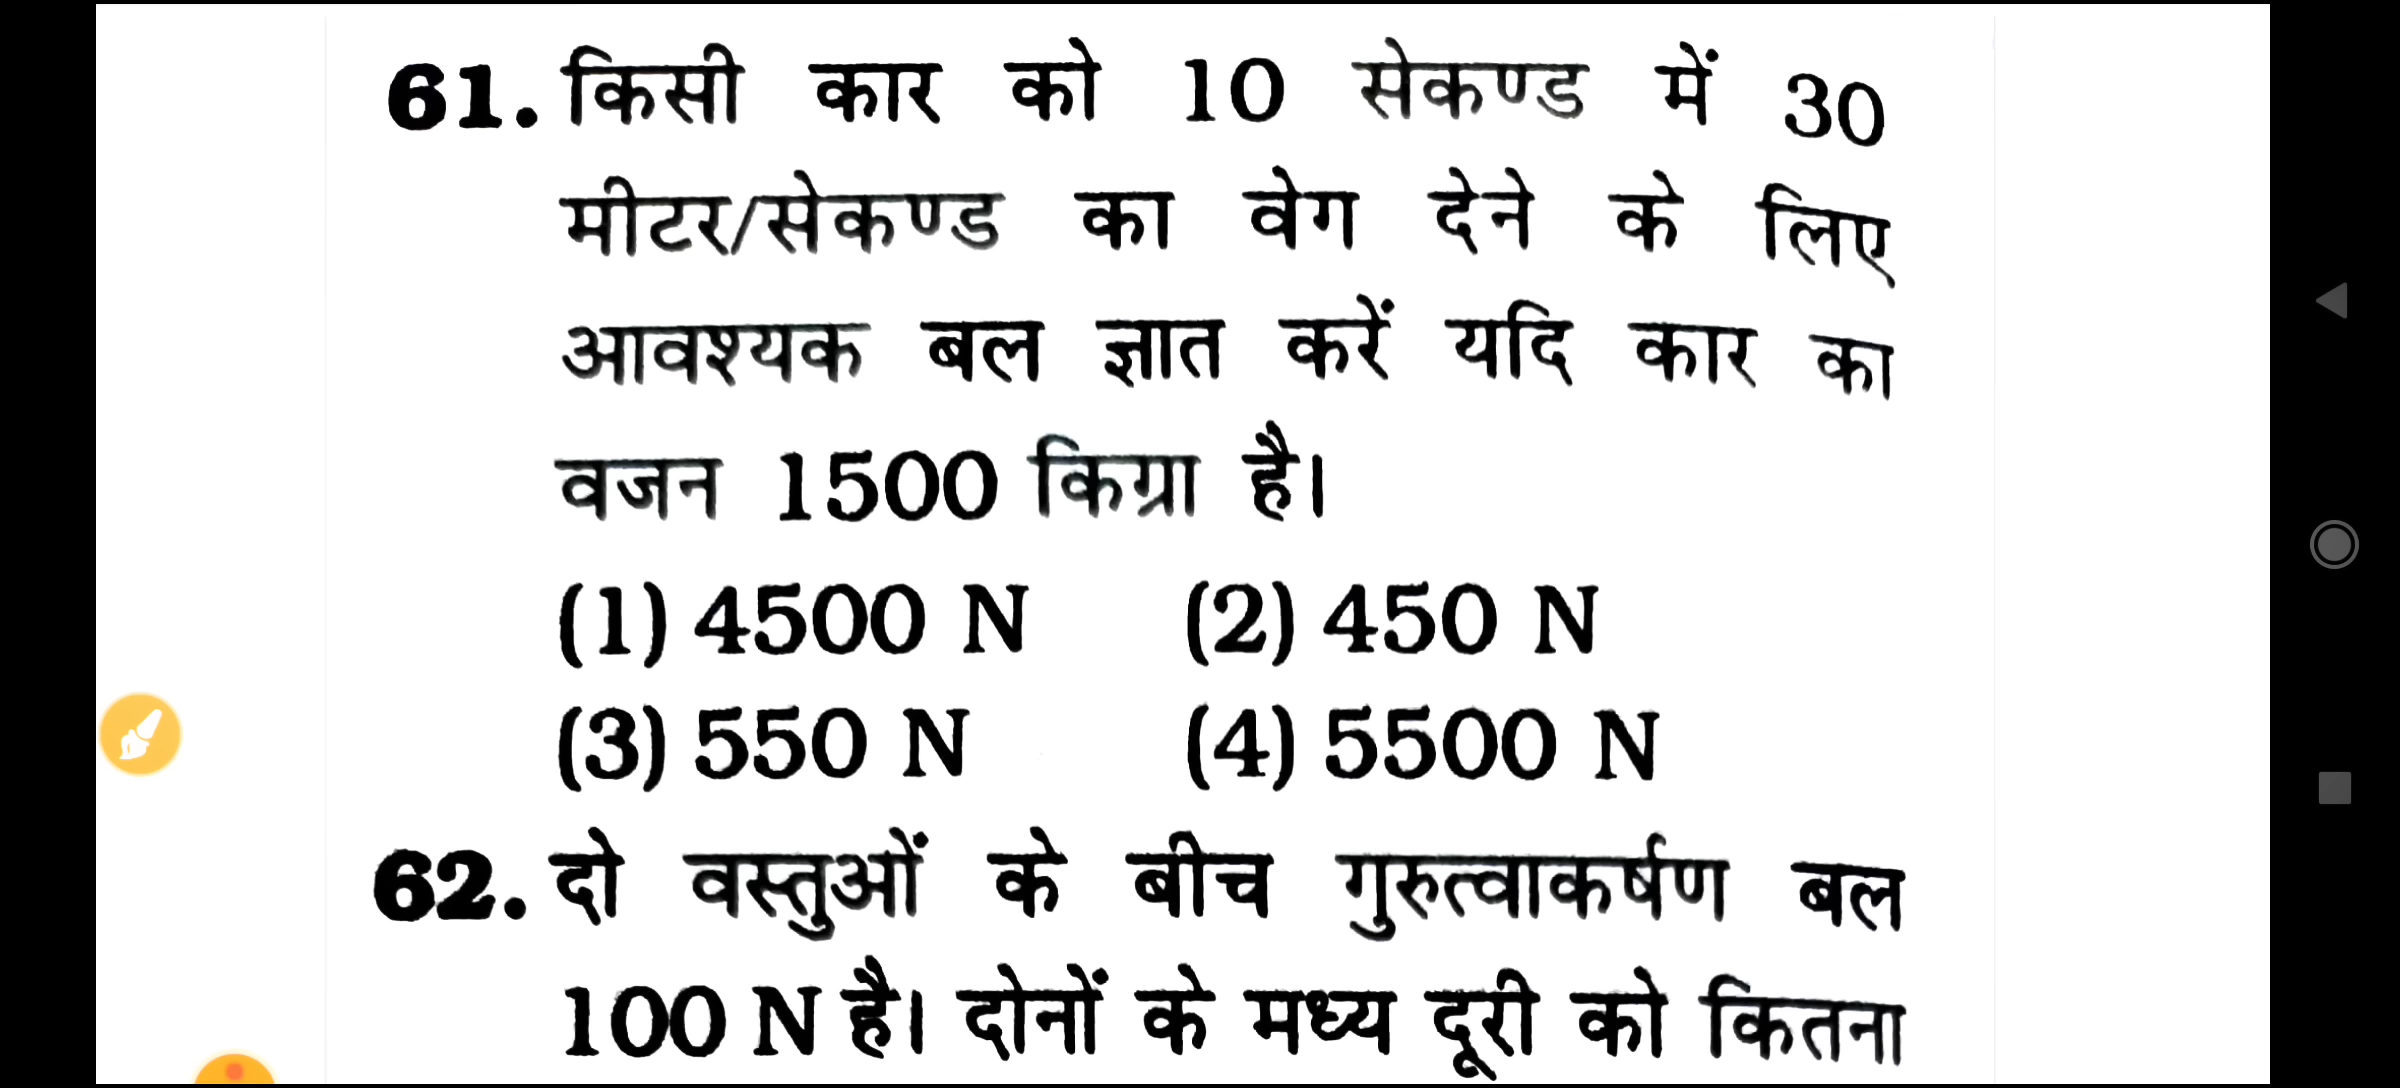 61. किसी कार को 10 सेकण्ड में 30
मीटर/सेकण्ड का वेग देने के लिए
आवश्यक बल ज्ञात करें यदि कार का
वजन 1500 किग्रा है।
(1) 4500 N (2) 450 N
(3) 550 N (4) 5500 N
62. दो वस्तुओं के बीच गुरुत्वाकर्षण बल
100 N है। दोनों के मध्य दूरी को कितना